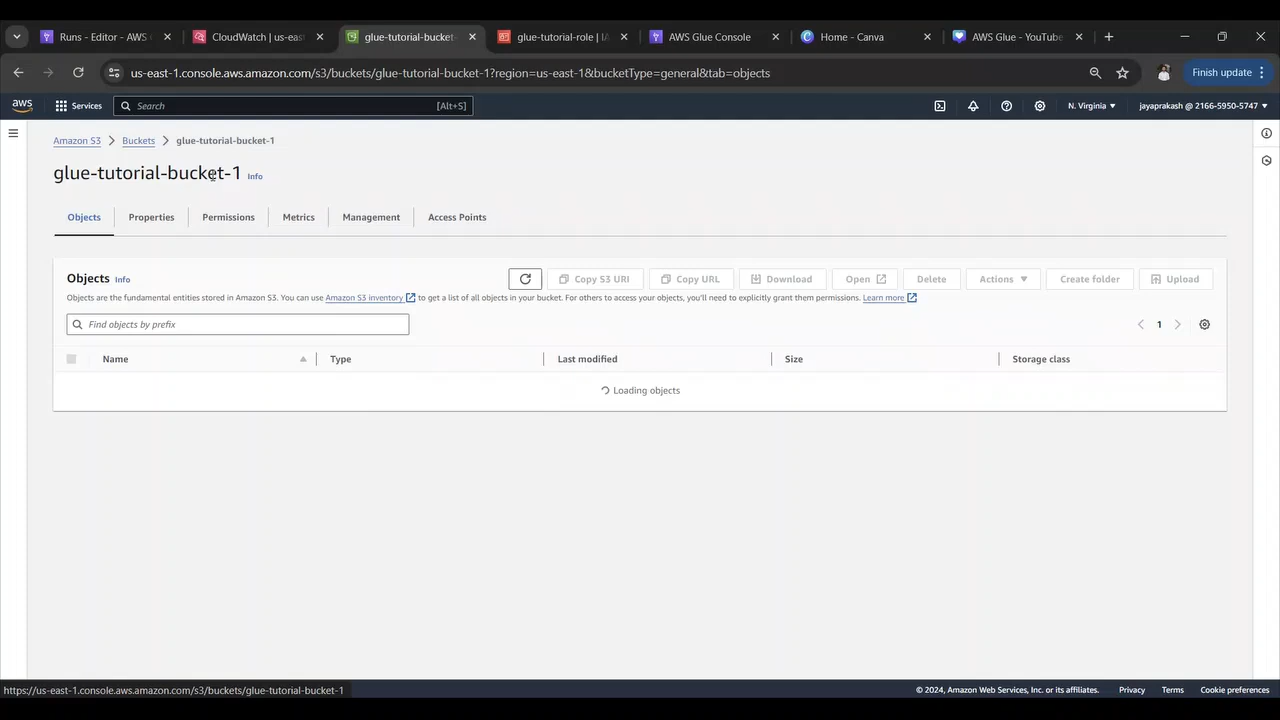 Runs - Editor - AWS
CloudWatch | us-east
glue-tutorial-bucket-
glue-tutorial-role | IA
AWS Glue Console
Home - Canva
AWS Glue - YouTube
us-east-1.console.aws.amazon.com/s3/buckets/glue-tutorial-bucket-1?region=us-east-1&bucketType=general&tab=objects
Finish update
aws Services Search [Alt+S] N. Virginia jayaprakash @ 2166-5950-5747
Amazon S3 > Buckets > glue-tutorial-bucket-1
glue-tutorial-bucket-1 Info
Objects Properties Permissions Metrics Management Access Points
Objects Info Copy S3 URI Copy URL Download Open Delete Actions Create folder Upload
Objects are the fundamental entities stored in Amazon S3. You can use Amazon S3 inventory to get a list of all objects in your bucket. For others to access your objects, you'll need to explicitly grant them permissions. Learn more
Find objects by prefix 1
Name Type Last modified Size Storage class
Loading objects
https://us-east-1.console.aws.amazon.com/s3/buckets/glue-tutorial-bucket-1
© 2024, Amazon Web Services, Inc. or its affiliates. Privacy Terms Cookie preferences